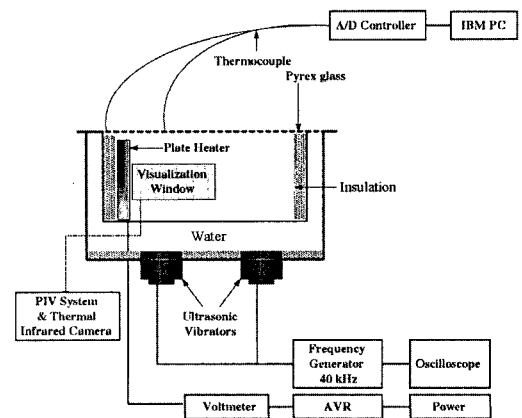 A/D Controller
IBM PC
Thermocouple
Pyrex glass
Plate Heater
Visualization
Window
Insulation
Water
PIV System
& Thermal
Infrared Camera
Ultrasonic
Vibrators
Frequency
Generator
40 kHz
Oscilloscope
Voltmeter
AVR
Power